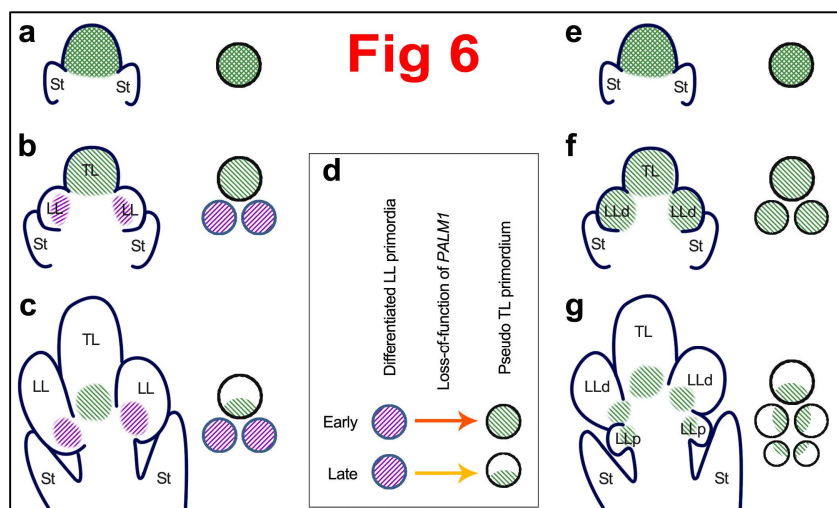 Fig 6
a
St
St
b
TL
LL
LL
St
St
c
TL
LL
LL
St
St
d
Differentiated LL primordia
Loss-cf-function of PALM1
Pseudo TL primordium
Early
Late
e
St
St
f
TL
LLd
LLd
St
St
g
TL
LLd
LLd
LLp
LLp
St
St